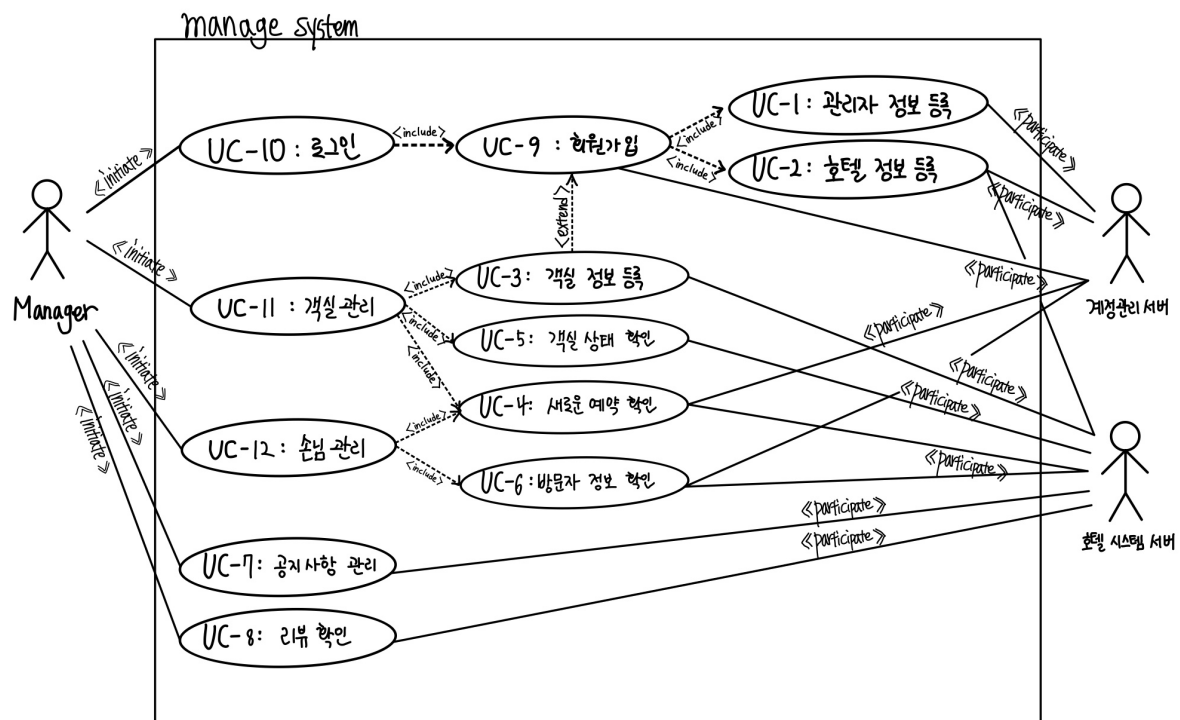 manage system
UC-10 : 로그인
<include>
UC-9 : 회원가입
<include>
<include>
UC-1 : 관리자 정보 등록
UC-2 : 호텔 정보 등록
《participate》
《participate》
《participate》
계정관리 서버
《initiate》
《initiate》
Manager
<extend>
UC-11 : 객실 관리
<include>
<include>
<include>
UC-3 : 객실 정보 등록
UC-5 : 객실 상태 확인
UC-4 : 새로운 예약 확인
《participate》
《participate》
《participate》
《initiate》
《initiate》
《initiate》
UC-12 : 손님 관리
<include>
<include>
UC-6 : 방문자 정보 확인
《participate》
호텔 시스템 서버
UC-7 : 공지사항 관리
《participate》
《participate》
UC-8 : 리뷰 확인